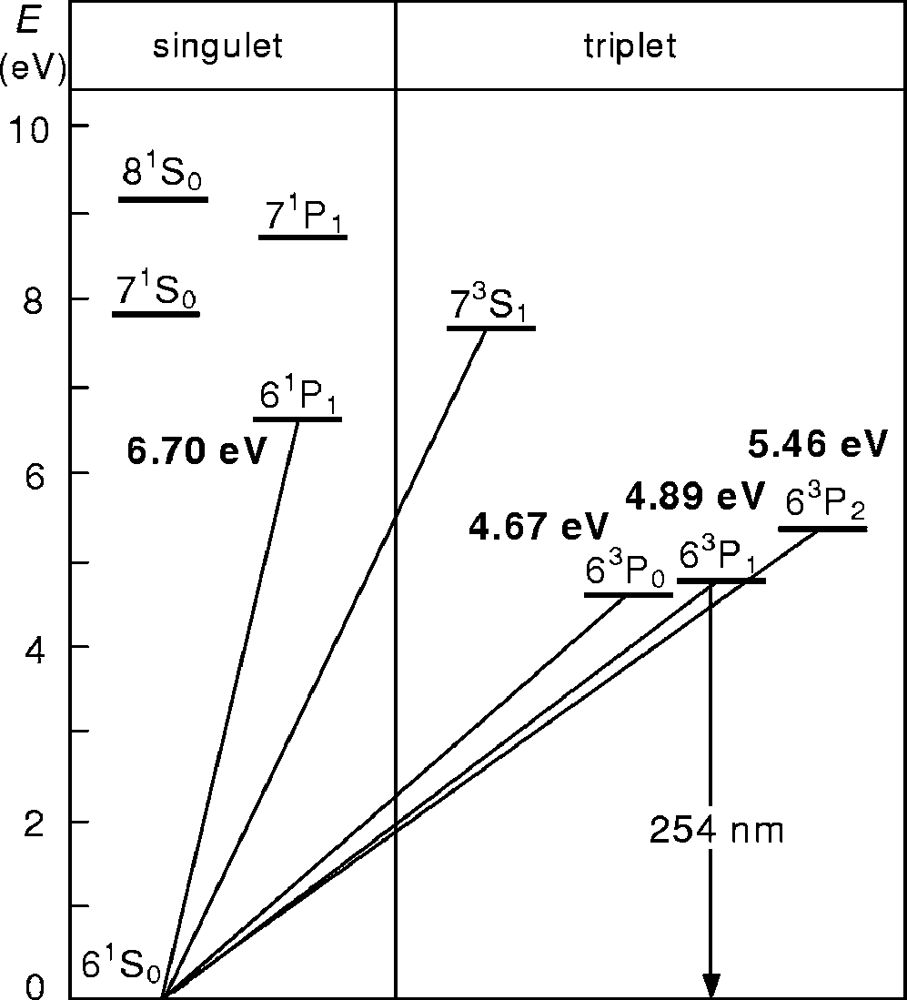 E
(eV)
singulet
triplet
10
8¹S₀
7¹P₁
8
7¹S₀
7³S₁
6¹P₁
6.70 eV
5.46 eV
6
4.89 eV
6³P₂
4.67 eV
6³P₀
6³P₁
4
2
254 nm
6¹S₀
0